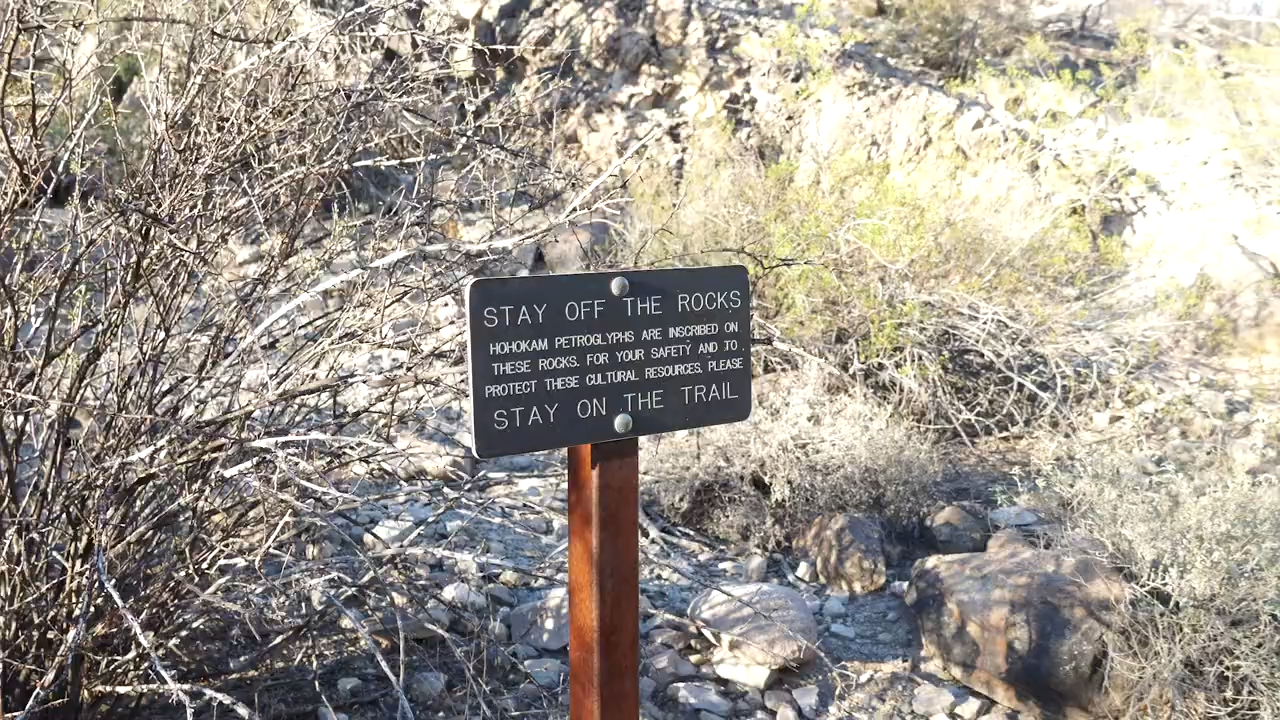 STAY OFF THE ROCKS
HOHOKAM PETROGLYPHS ARE INSCRIBED ON
THESE ROCKS. FOR YOUR SAFETY AND TO
PROTECT THESE CULTURAL RESOURCES, PLEASE
STAY ON THE TRAIL